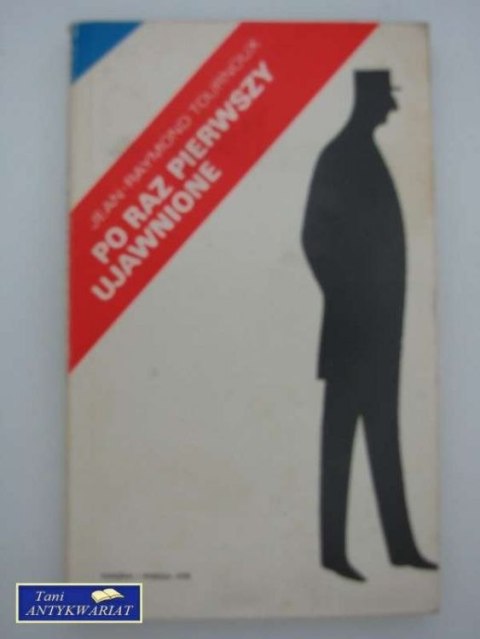 JEAN RAYMOND TOURNOUX
PO RAZ PIERWSZY
UJAWNIONE
Tani
ANTYKWARIAT